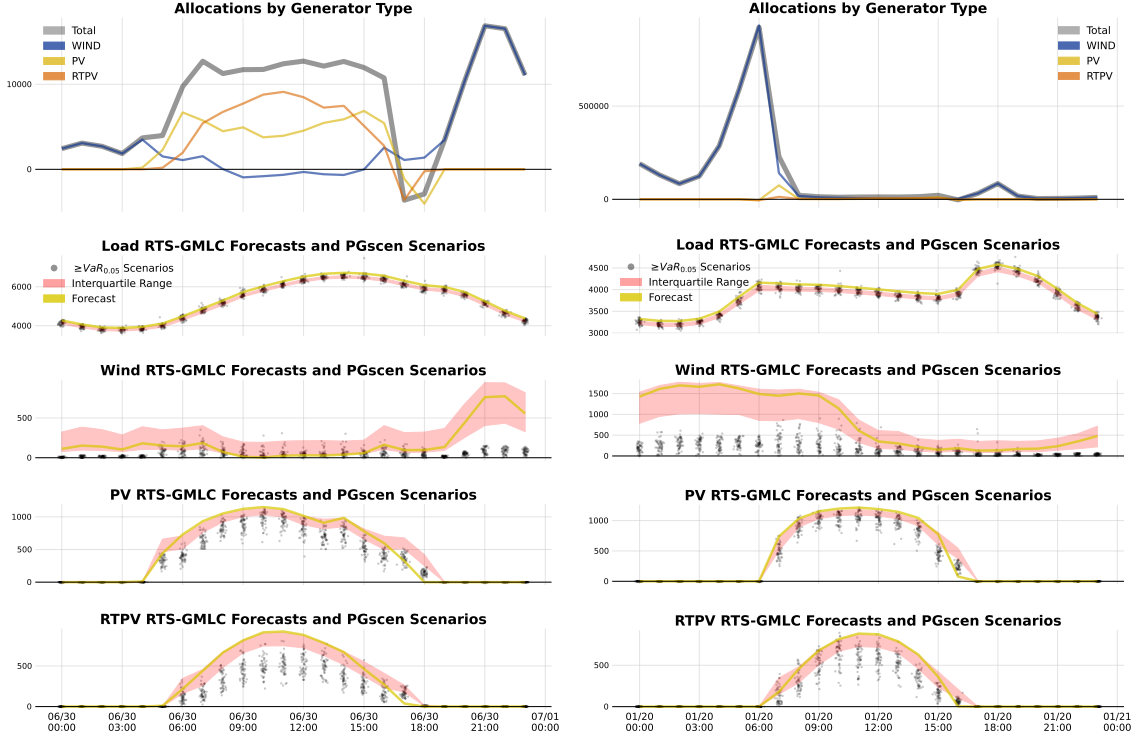 Allocations by Generator Type
Total
WIND
PV
RTPV
10000
0
Load RTS-GMLC Forecasts and PGscen Scenarios
≥VaR0.05 Scenarios
Interquartile Range
Forecast
6000
4000
Wind RTS-GMLC Forecasts and PGscen Scenarios
500
0
PV RTS-GMLC Forecasts and PGscen Scenarios
1000
500
0
RTPV RTS-GMLC Forecasts and PGscen Scenarios
500
0
06/30 06/30 06/30 06/30 06/30 06/30 06/30 06/30 07/01
00:00 03:00 06:00 09:00 12:00 15:00 18:00 21:00 00:00
Allocations by Generator Type
Total
WIND
PV
RTPV
500000
0
Load RTS-GMLC Forecasts and PGscen Scenarios
≥VaR0.05 Scenarios
Interquartile Range
Forecast
4500
4000
3500
3000
Wind RTS-GMLC Forecasts and PGscen Scenarios
1500
1000
500
0
PV RTS-GMLC Forecasts and PGscen Scenarios
1000
500
0
RTPV RTS-GMLC Forecasts and PGscen Scenarios
500
0
01/20 01/20 01/20 01/20 01/20 01/20 01/20 01/20 01/21
00:00 03:00 06:00 09:00 12:00 15:00 18:00 21:00 00:00